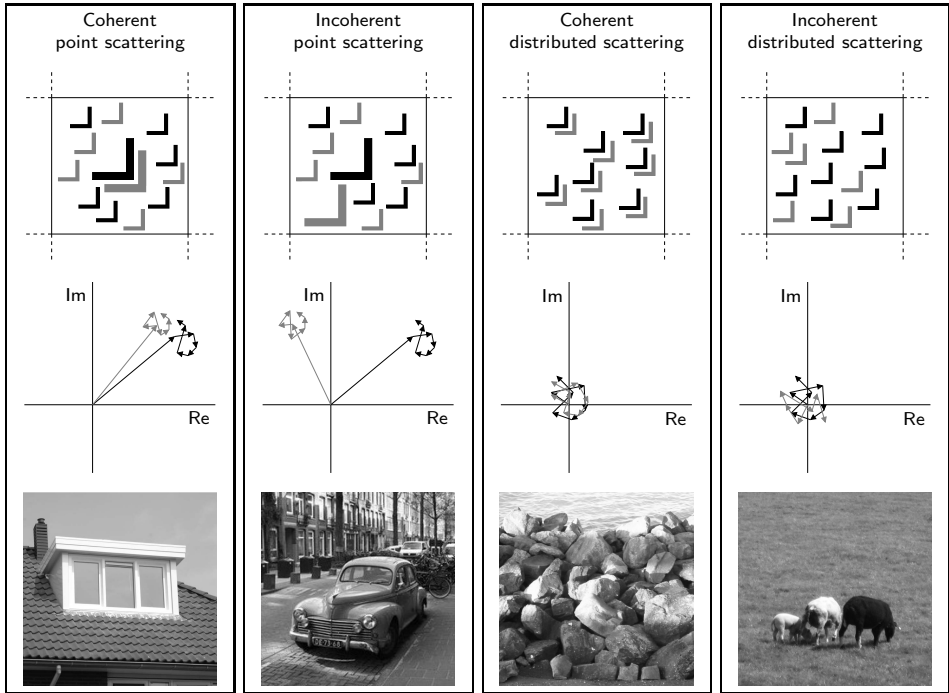 Coherent
point scattering
Incoherent
point scattering
Coherent
distributed scattering
Incoherent
distributed scattering
Im
Re
Im
Re
Im
Re
Im
Re